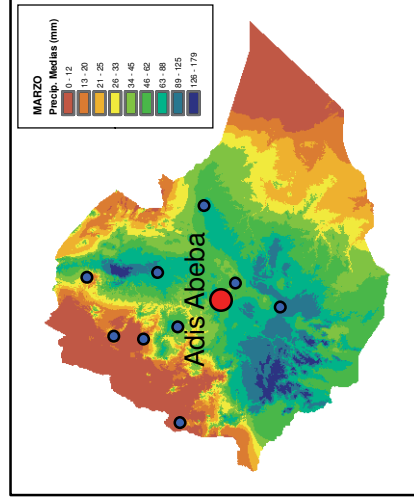 MARZO
Precip. Medias (mm)
0 - 12
13 - 20
21 - 25
26 - 33
34 - 45
46 - 62
63 - 88
89 - 125
126 - 179
Adis Abeba